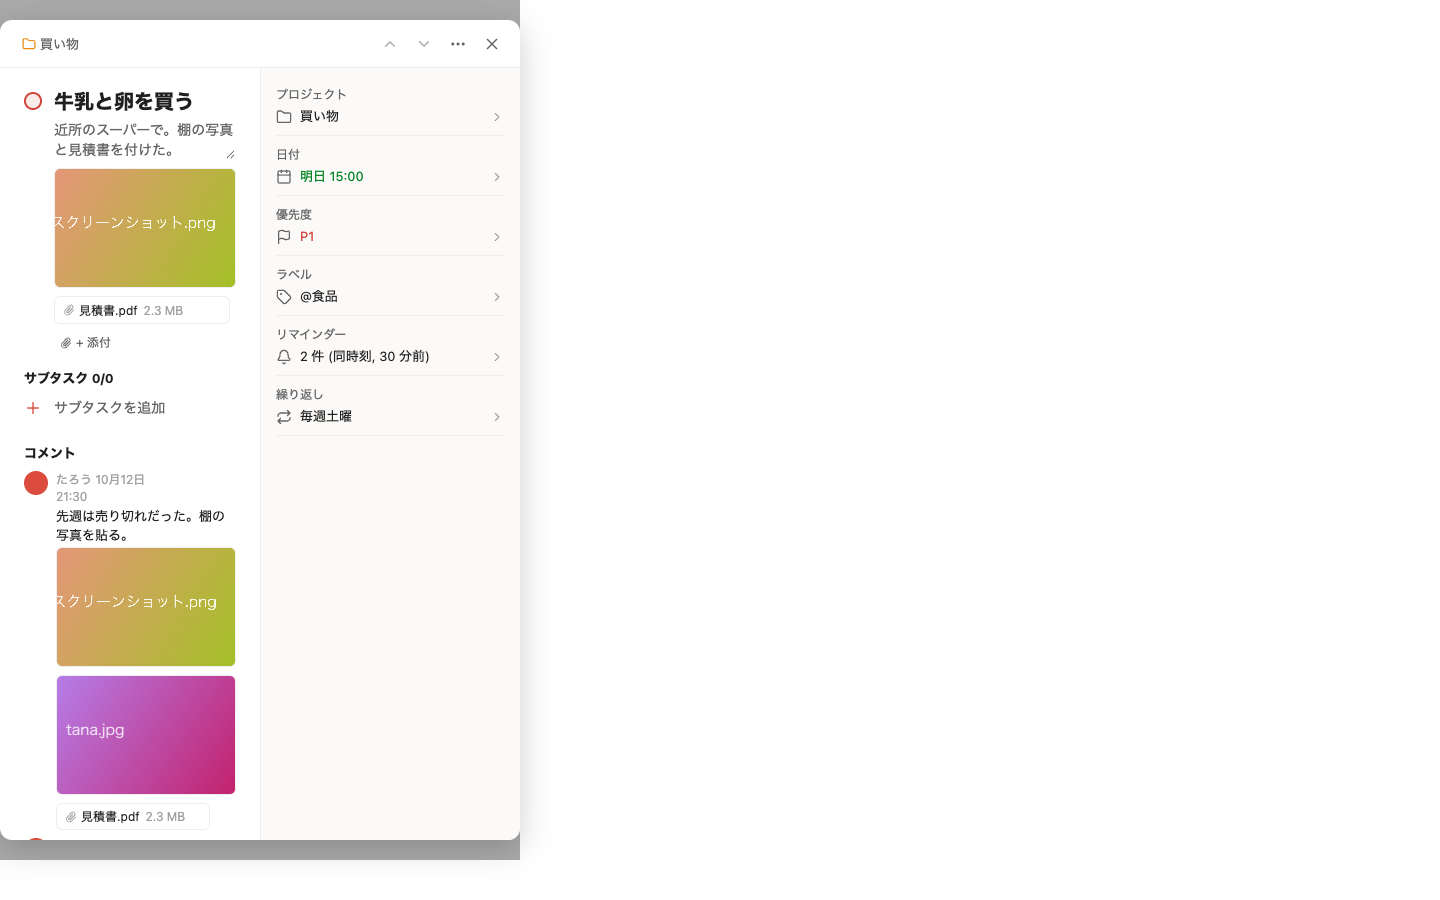 買い物
牛乳と卵を買う
近所のスーパーで。棚の写真
と見積書を付けた。
スクリーンショット.png
見積書.pdf 2.3 MB
+ 添付
サブタスク 0/0
サブタスクを追加
コメント
たろう 10月12日
21:30
先週は売り切れだった。棚の
写真を貼る。
スクリーンショット.png
tana.jpg
見積書.pdf 2.3 MB
プロジェクト
買い物
日付
明日 15:00
優先度
P1
ラベル
@食品
リマインダー
2 件 (同時刻, 30 分前)
繰り返し
毎週土曜